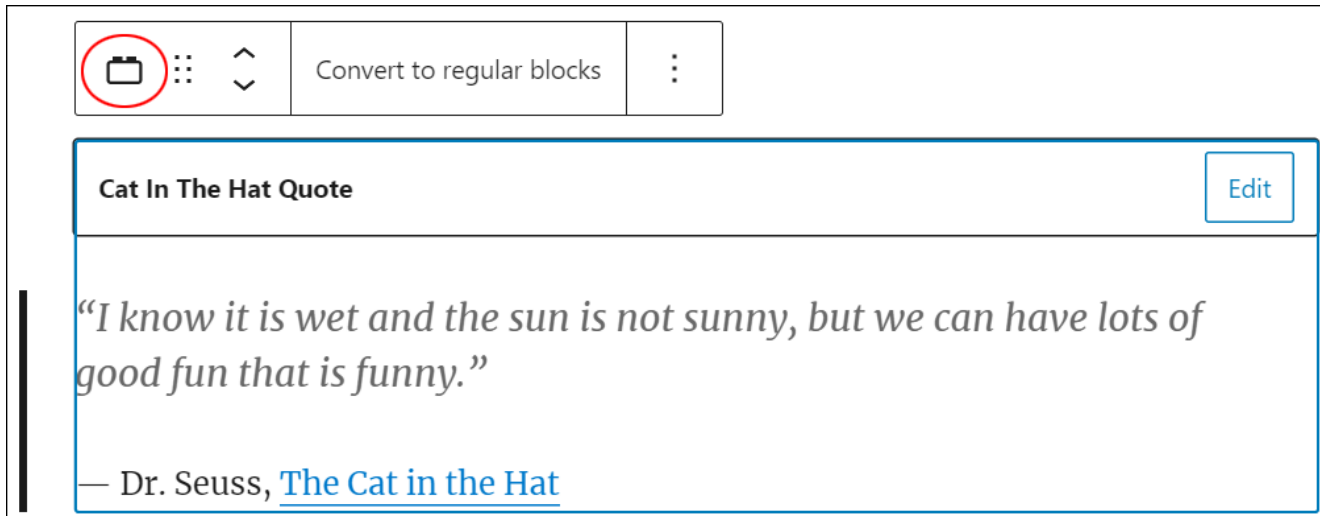 Convert to regular blocks
Cat In The Hat Quote
Edit
“I know it is wet and the sun is not sunny, but we can have lots of
good fun that is funny.”
— Dr. Seuss, The Cat in the Hat